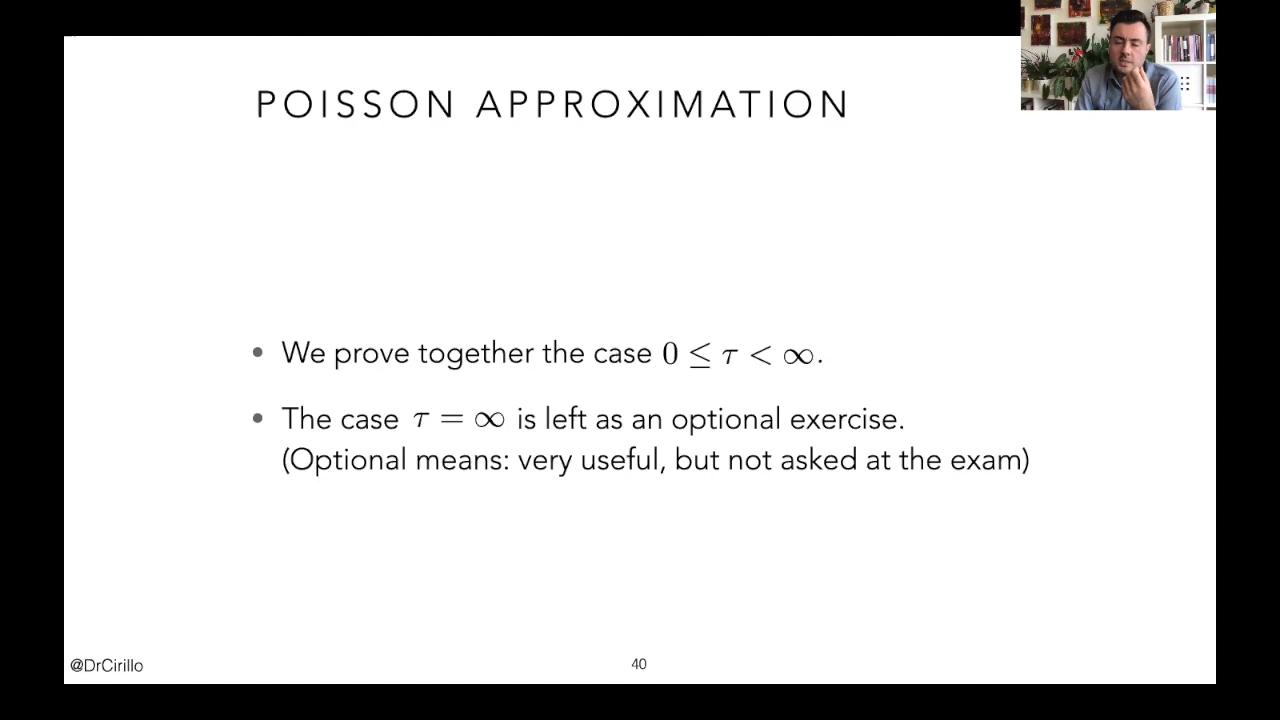 POISSON APPROXIMATION
• We prove together the case 0 ≤ τ < ∞.
• The case τ = ∞ is left as an optional exercise.
(Optional means: very useful, but not asked at the exam)
@DrCirillo
40